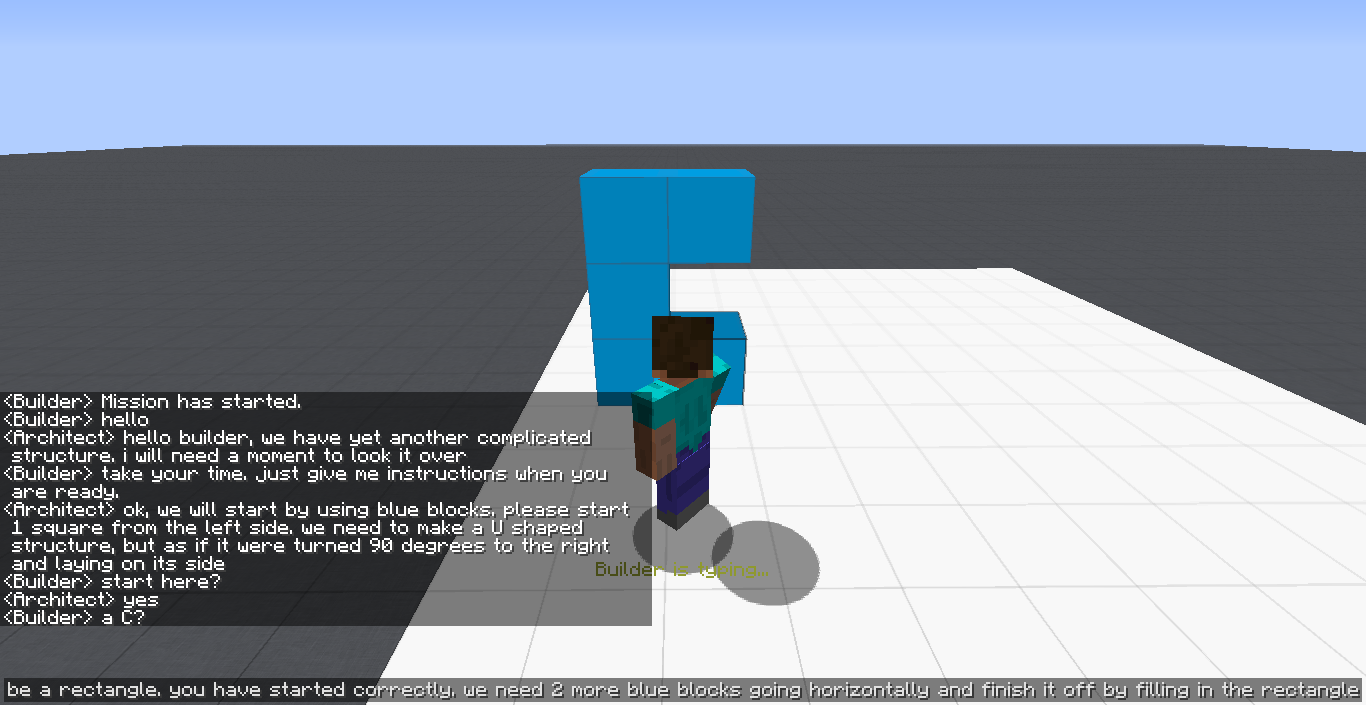 <Builder> Mission has started.
<Builder> hello
<Architect> hello builder, we have yet another complicated
structure. i will need a moment to look it over
<Builder> take your time. just give me instructions when you
are ready.
<Architect> ok, we will start by using blue blocks. please start
1 square from the left side. we need to make a U shaped
structure, but as if it were turned 90 degrees to the right
and laying on its side
<Builder> start here?
<Architect> yes
<Builder> a C?
Builder is typing...
be a rectangle. you have started correctly. we need 2 more blue blocks going horizontally and finish it off by filling in the rectangle